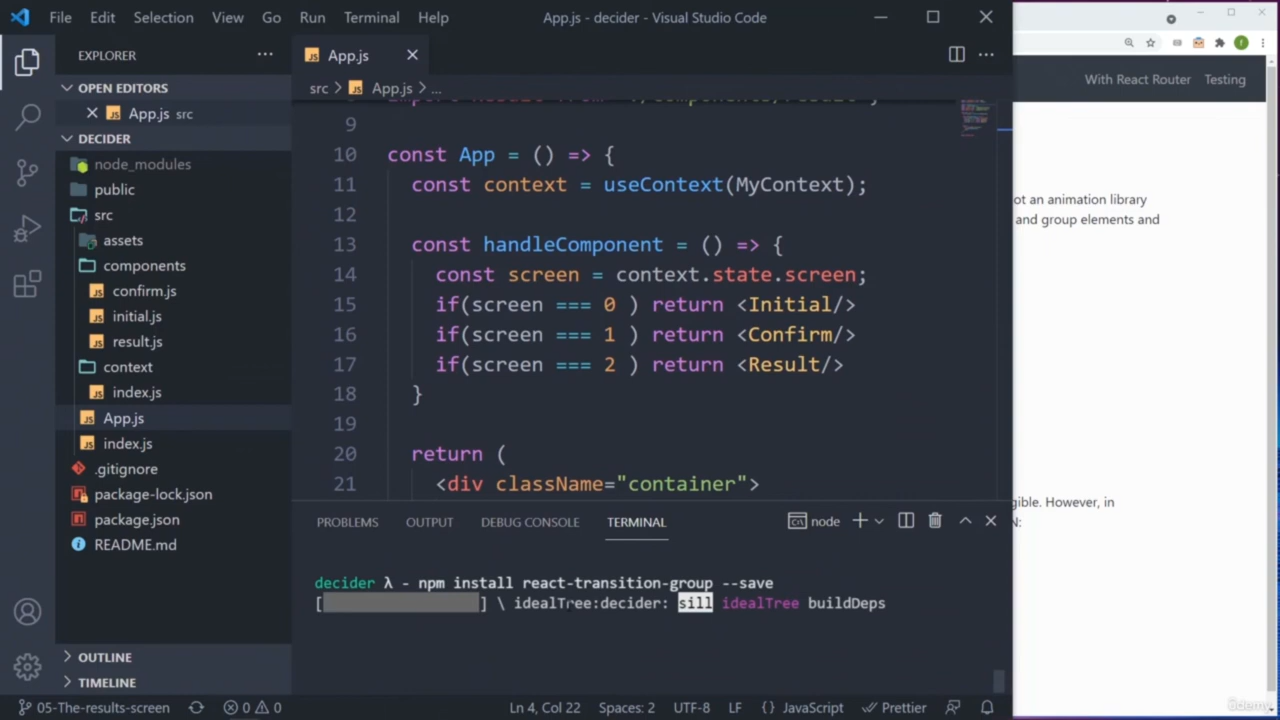 File Edit Selection View Go Run Terminal Help App.js - decider - Visual Studio Code
EXPLORER
OPEN EDITORS
App.js src
DECIDER
node_modules
public
src
assets
components
confirm.js
initial.js
result.js
context
index.js
App.js
index.js
.gitignore
package-lock.json
package.json
README.md
OUTLINE
TIMELINE
App.js
src > App.js > ...
9
10 const App = () => {
11 const context = useContext(MyContext);
12
13 const handleComponent = () => {
14 const screen = context.state.screen;
15 if(screen === 0 ) return <Initial/>
16 if(screen === 1 ) return <Confirm/>
17 if(screen === 2 ) return <Result/>
18 }
19
20 return (
21 <div className="container">
PROBLEMS OUTPUT DEBUG CONSOLE TERMINAL node
decider λ - npm install react-transition-group --save
[ ] \ idealTree:decider: sill idealTree buildDeps
05-The-results-screen 0 0 Ln 4, Col 22 Spaces: 2 UTF-8 LF {} JavaScript Prettier
With React Router Testing
ot an animation library
and group elements and
gible. However, in
N:
ûdemy